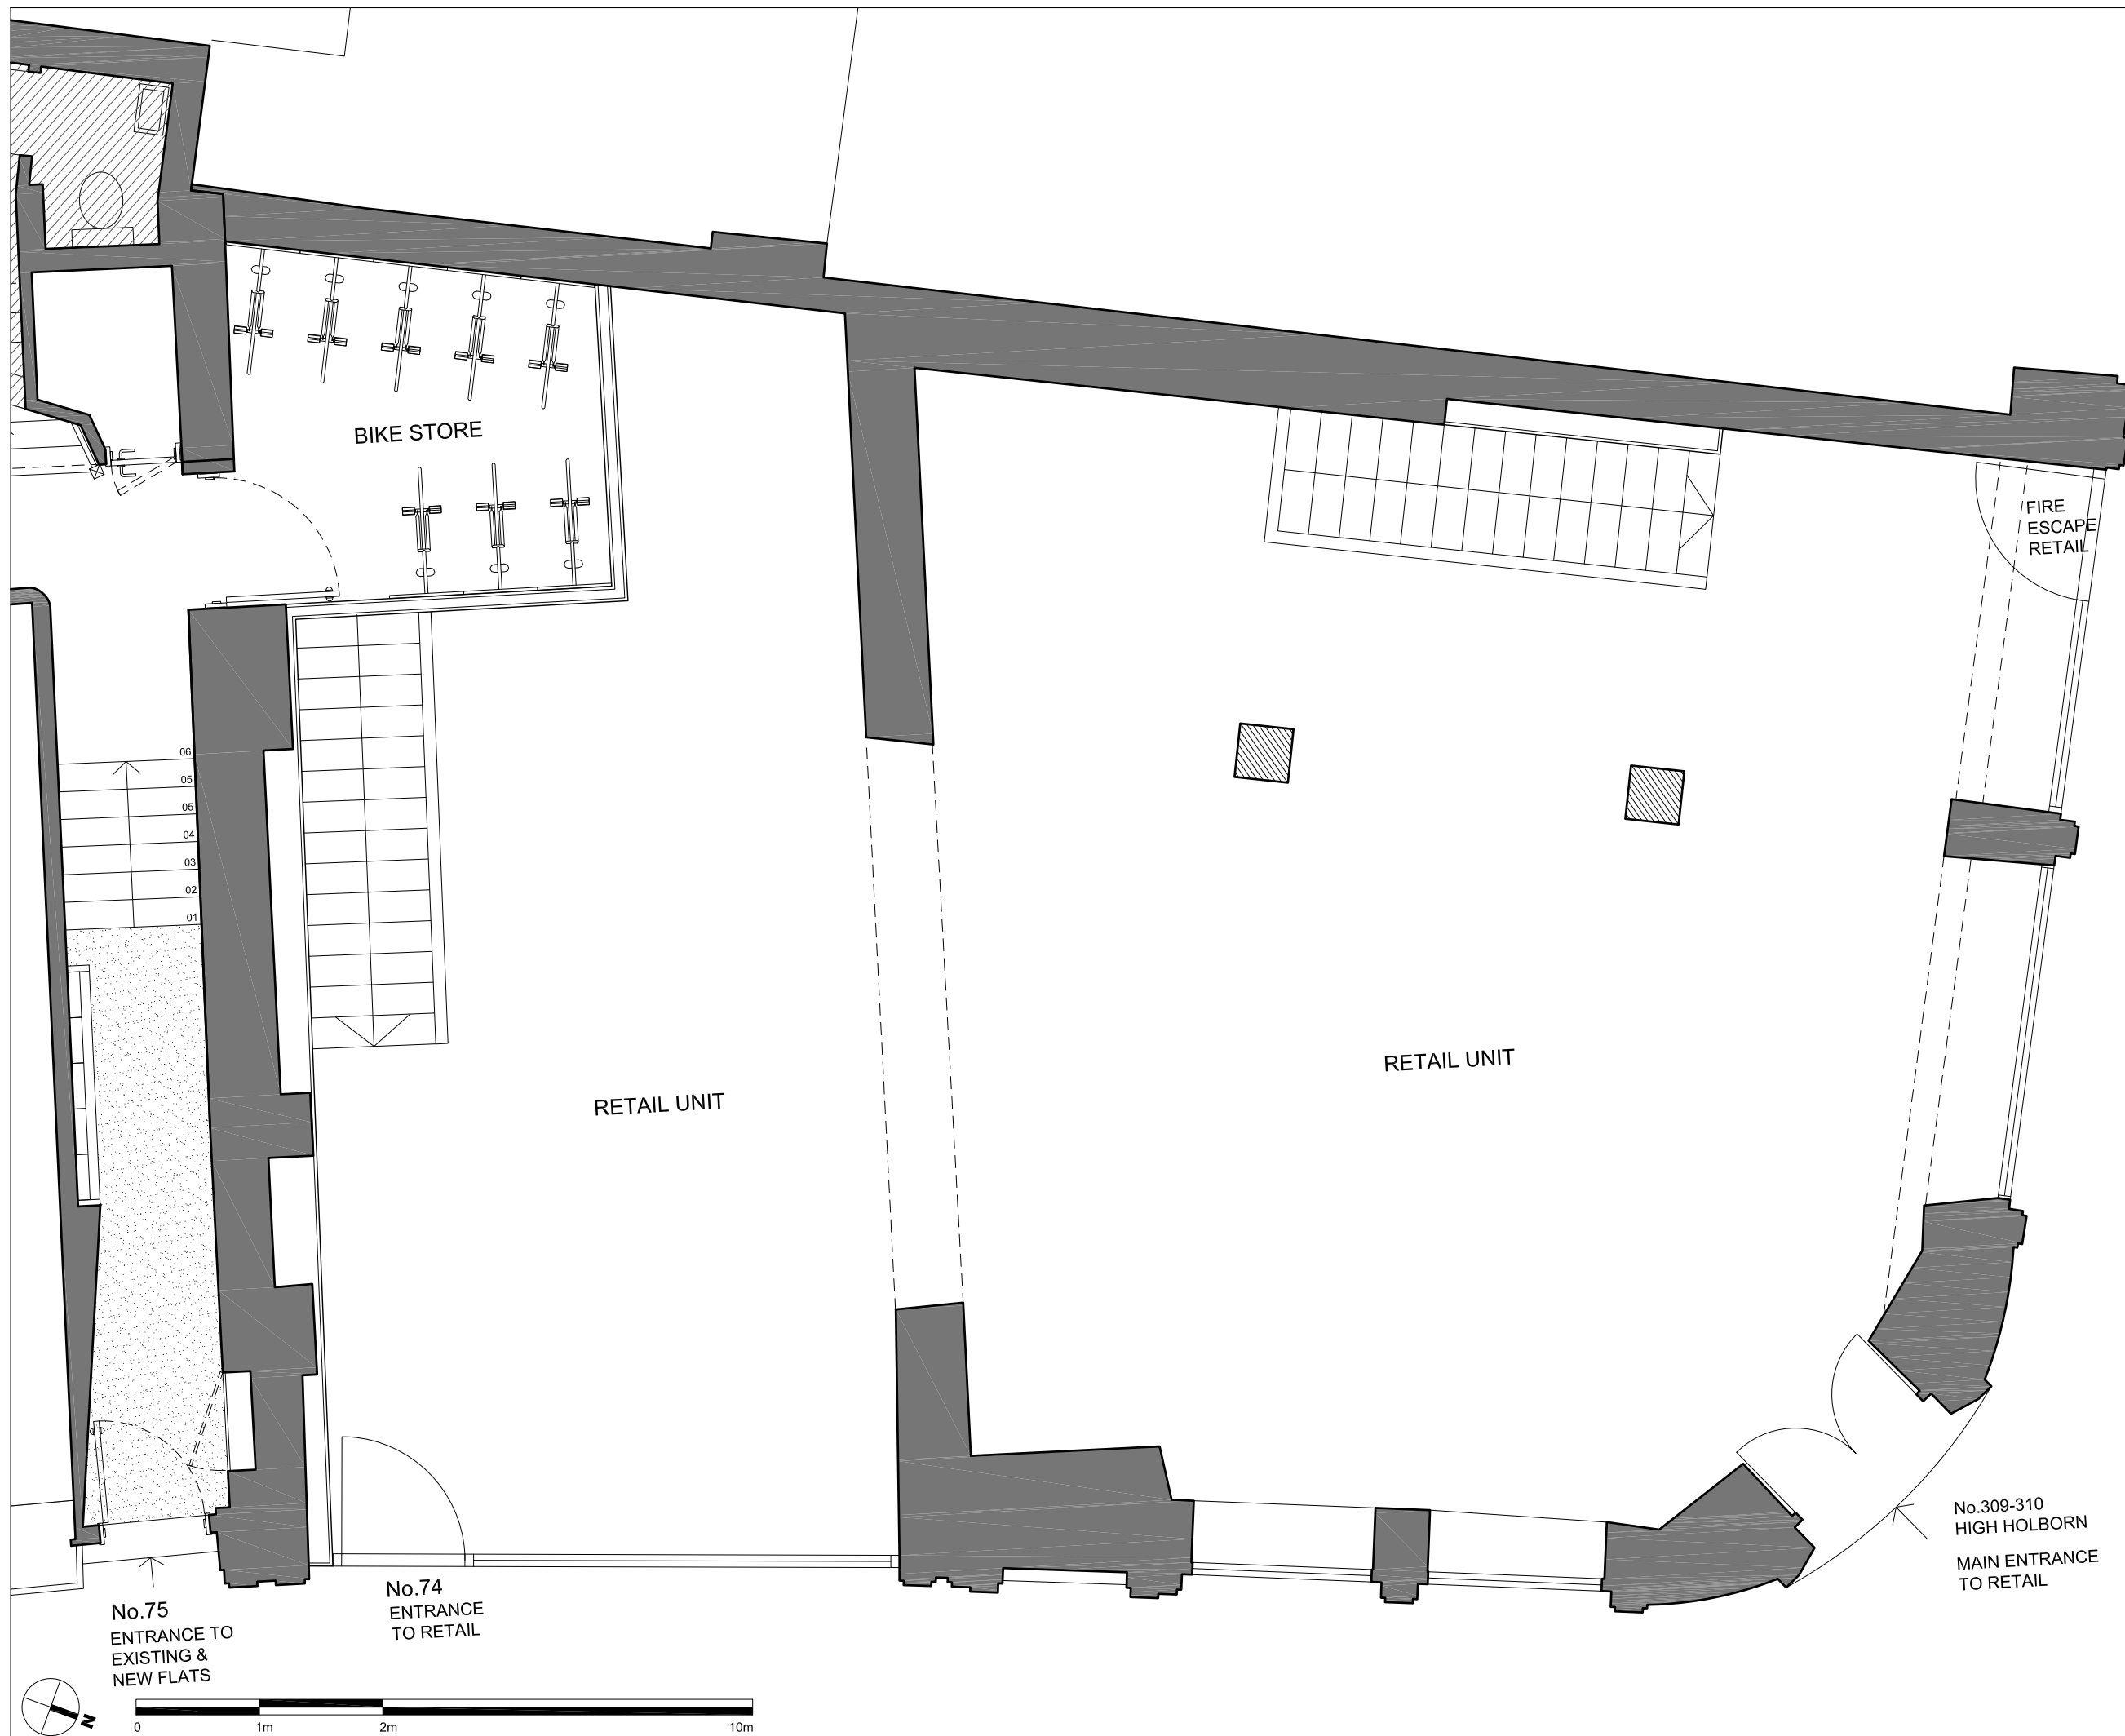 BIKE STORE
FIRE
ESCAPE
RETAIL
06
05
05
04
03
02
01
RETAIL UNIT
RETAIL UNIT
No.309-310
HIGH HOLBORN
MAIN ENTRANCE
TO RETAIL
No.74
ENTRANCE
TO RETAIL
No.75
ENTRANCE TO
EXISTING &
NEW FLATS
N
0 1m 2m 10m